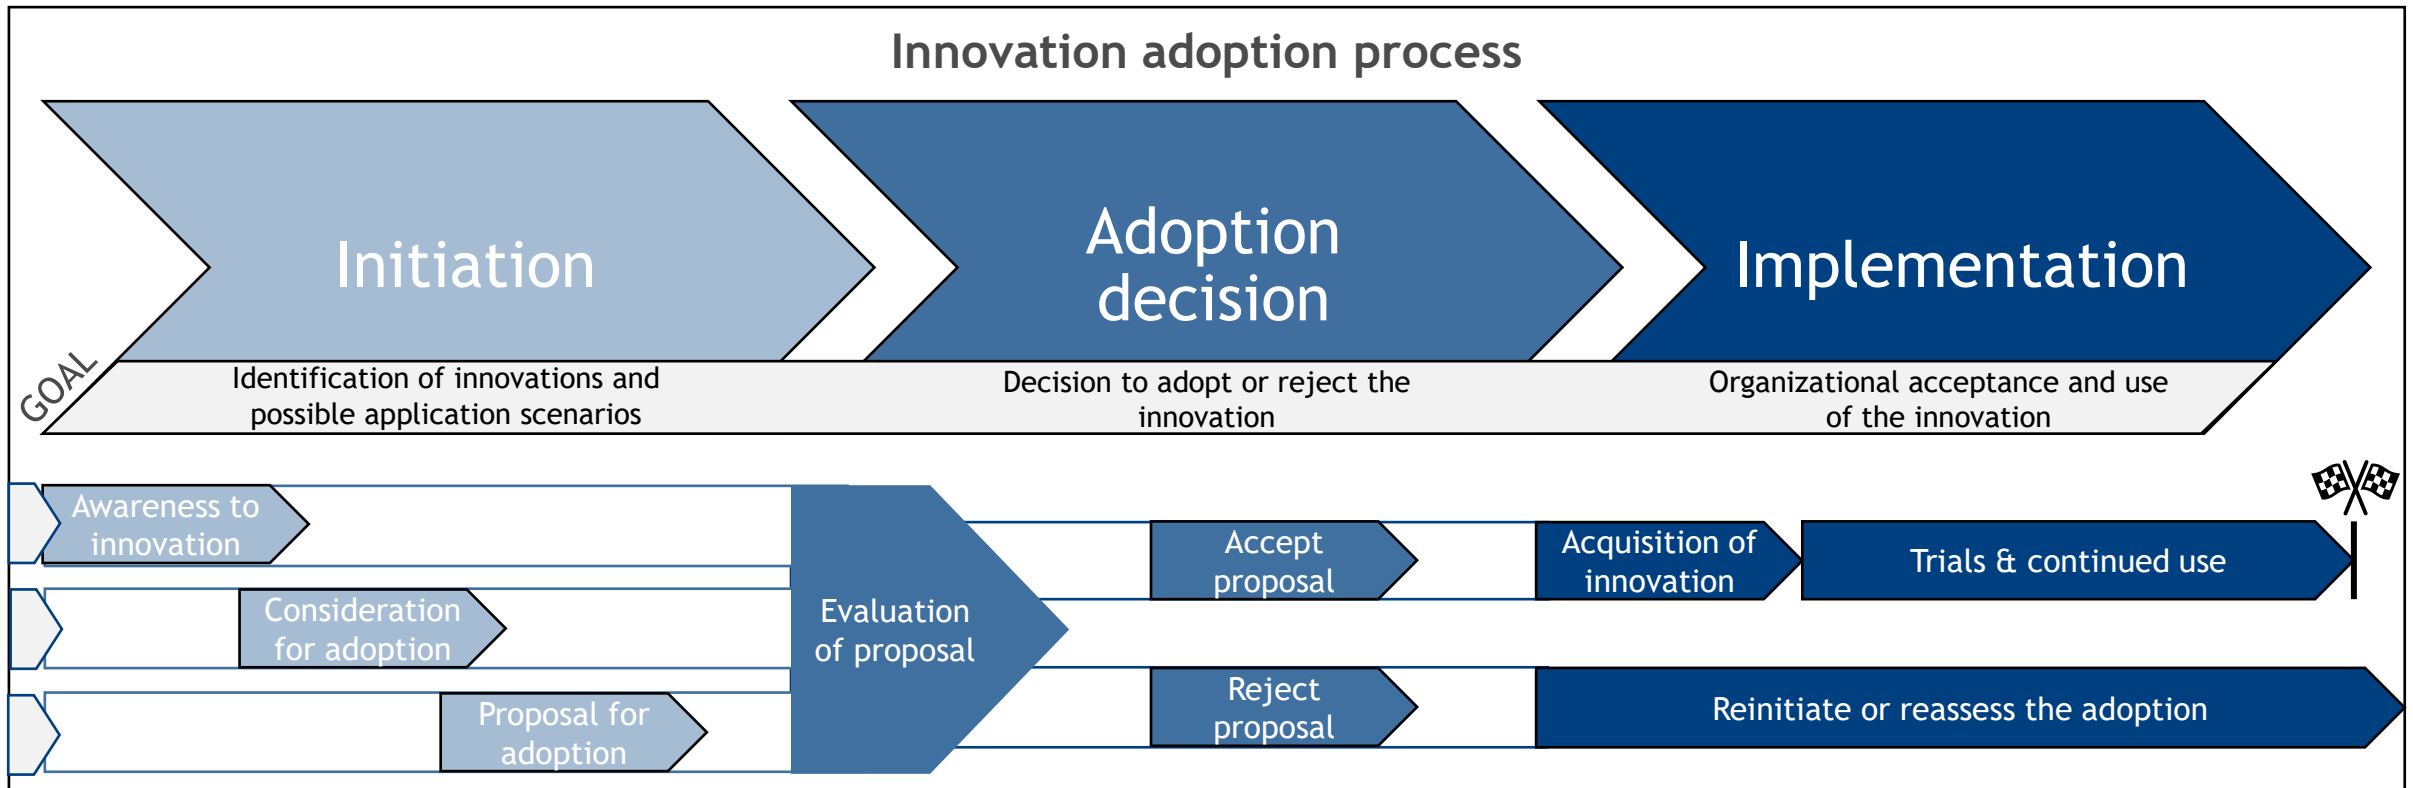 Innovation adoption process
Initiation
Adoption
decision
Implementation
GOAL
Identification of innovations and
possible application scenarios
Decision to adopt or reject the
innovation
Organizational acceptance and use
of the innovation
Awareness to
innovation
Consideration
for adoption
Proposal for
adoption
Evaluation
of proposal
Accept
proposal
Acquisition of
innovation
Trials & continued use
Reject
proposal
Reinitiate or reassess the adoption